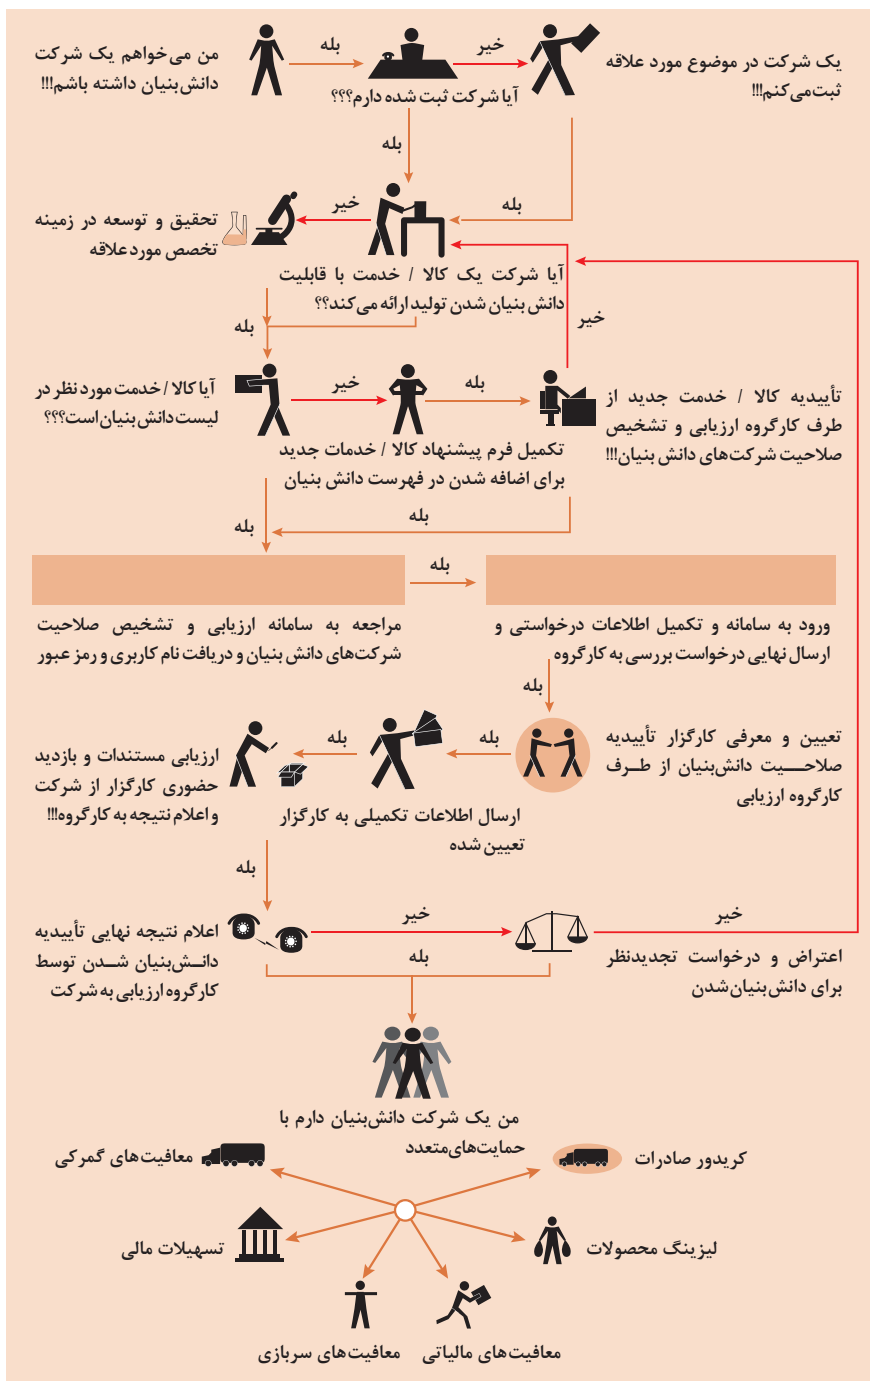 من می‌خواهم یک شرکت
دانش‌بنیان داشته باشم!!!
بله
آیا شرکت ثبت شده دارم؟؟؟
خیر
یک شرکت در موضوع مورد علاقه
ثبت‌می‌کنم!!!
بله
بله
خیر
تحقیق و توسعه در زمینه
تخصص مورد علاقه
آیا شرکت یک کالا / خدمت با قابلیت
دانش‌بنیان شدن تولید ارائه می‌کند؟؟
خیر
بله
آیا کالا / خدمت مورد نظر در
لیست دانش‌بنیان است؟؟؟
خیر
بله
تکمیل فرم پیشنهاد کالا / خدمات جدید
برای اضافه شدن در فهرست دانش بنیان
تأییدیه کالا / خدمت جدید از
طرف کارگروه ارزیابی و تشخیص
صلاحیت شرکت‌های دانش بنیان!!!
بله
بله
بله
مراجعه به سامانه ارزیابی و تشخیص صلاحیت
شرکت‌های دانش بنیان و دریافت نام کاربری و رمز عبور
ورود به سامانه و تکمیل اطلاعات درخواستی و
ارسال نهایی درخواست بررسی به کارگروه
بله
تعیین و معرفی کارگزار تأییدیه
صلاحـــیت دانش‌بنیان از طــرف
کارگروه ارزیابی
بله
ارسال اطلاعات تکمیلی به کارگزار
تعیین شده
بله
ارزیابی مستندات و بازدید
حضوری کارگزار از شرکت
و اعلام نتیجه به کارگروه!!!
بله
اعلام نتیجه نهایی تأییدیه
دانــش‌بنیان شــدن توسط
کارگروه ارزیابی به شرکت
خیر
بله
خیر
اعتراض و درخواست تجدیدنظر
برای دانش‌بنیان‌شدن
من یک شرکت دانش‌بنیان دارم با
حمایت‌های‌متعدد
کریدور صادرات
معافیت‌های گمرکی
لیزینگ محصولات
تسهیلات مالی
معافیت‌های مالیاتی
معافیت‌های سربازی